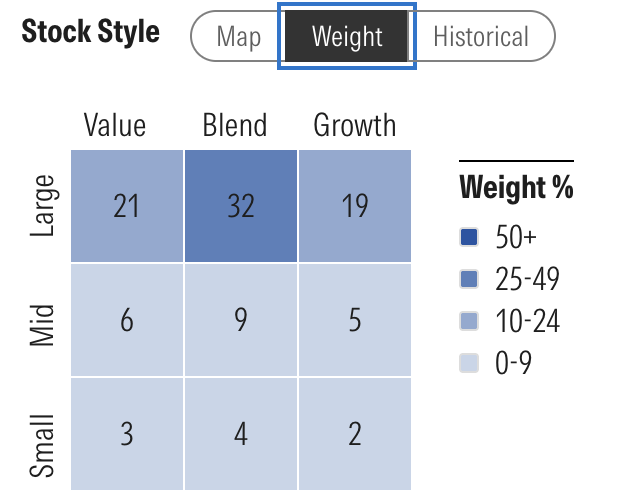 Stock Style Map Weight Historical
Value Blend Growth
Large 21 32 19
Mid 6 9 5
Small 3 4 2
Weight %
50+
25-49
10-24
0-9